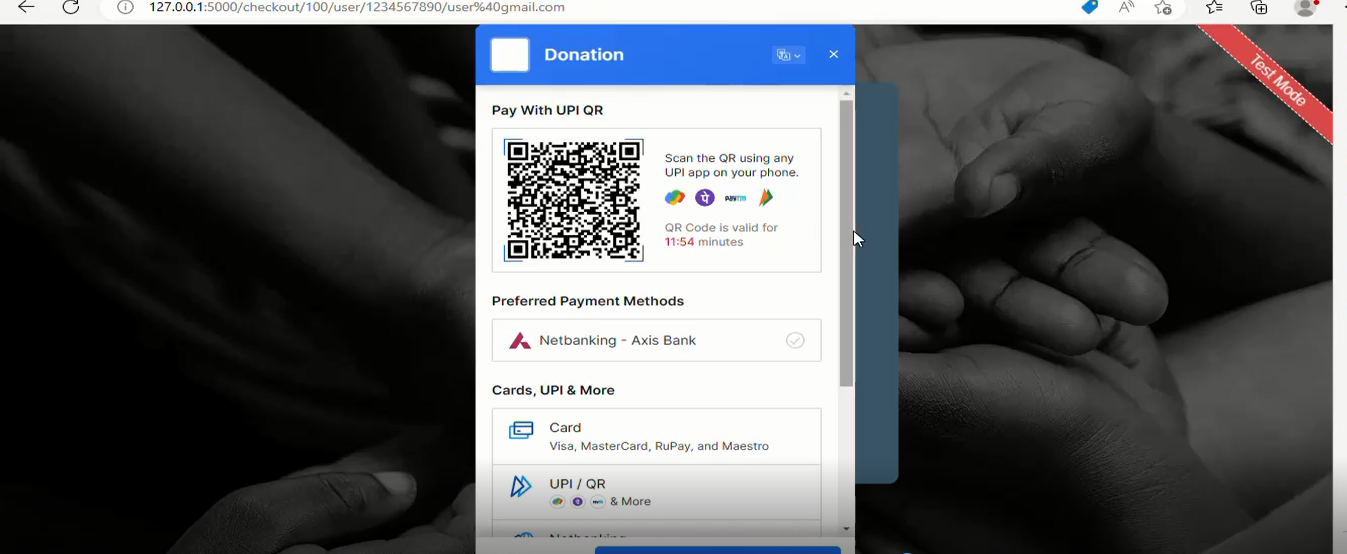 127.0.0.1:5000/checkout/100/user/1234567890/user%40gmail.com
Donation
Test Mode
Pay With UPI QR
Scan the QR using any
UPI app on your phone.
paytm
QR Code is valid for
11:54 minutes
Preferred Payment Methods
Netbanking - Axis Bank
Cards, UPI & More
Card
Visa, MasterCard, RuPay, and Maestro
UPI / QR
& More
Netbanking